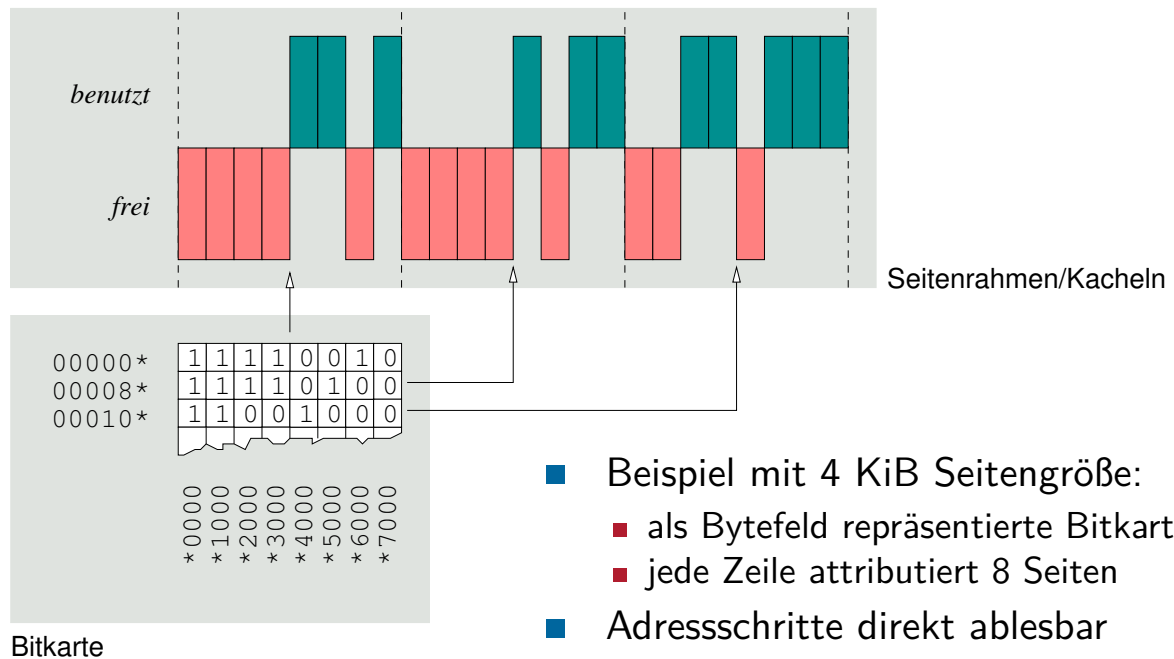 benutzt
frei
Seitenrahmen/Kacheln
00000* 1 1 1 1 0 0 1 0
00008* 1 1 1 1 0 1 0 0
00010* 1 1 0 0 1 0 0 0
*0000 *1000 *2000 *3000 *4000 *5000 *6000 *7000
Bitkarte
Beispiel mit 4 KiB Seitengröße:
als Bytefeld repräsentierte Bitkart
jede Zeile attributiert 8 Seiten
Adressschritte direkt ablesbar